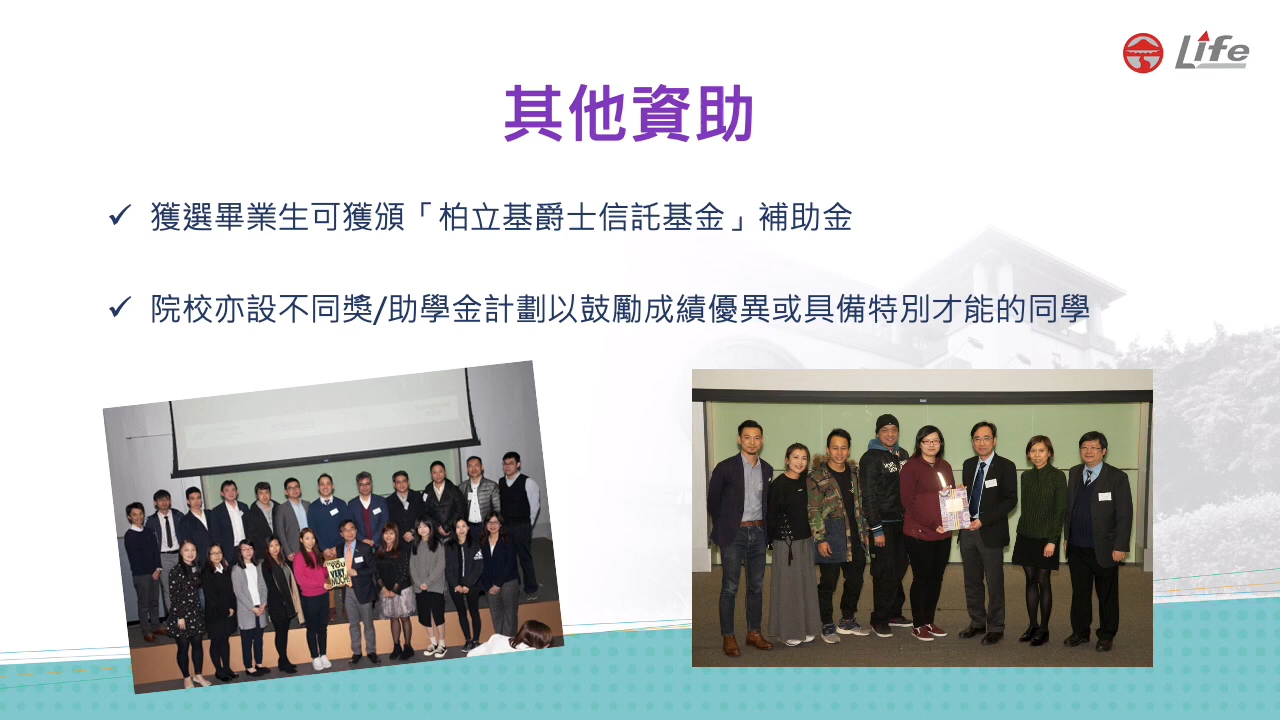 Life
其他資助
✓ 獲選畢業生可獲頒「柏立基爵士信託基金」補助金
✓ 院校亦設不同獎/助學金計劃以鼓勵成績優異或具備特別才能的同學
YOU
VERY